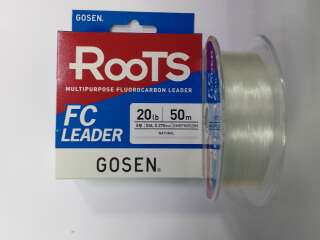 GOSEN
RooTS
MULTIPURPOSE FLUOROCARBON LEADER
FC
LEADER
20lb 50m
NATURAL
GOSEN®